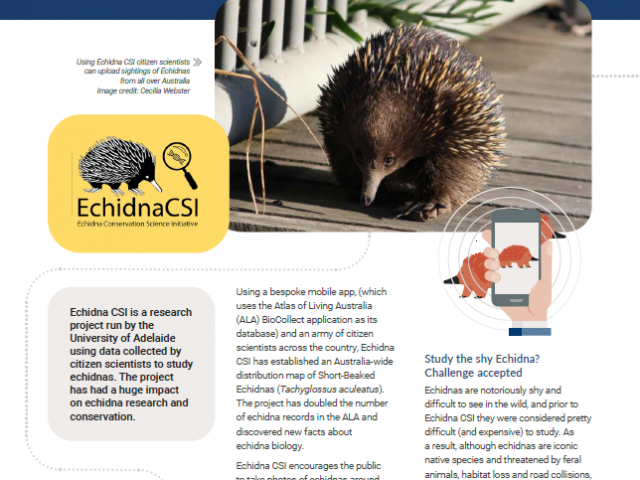 Using Echidna CSI citizen scientists
can upload sightings of Echidnas
from all over Australia
Image credit: Cecilia Webster
EchidnaCSI
Echidna Conservation Science Initiative
Echidna CSI is a research
project run by the
University of Adelaide
using data collected by
citizen scientists to study
echidnas. The project
has had a huge impact
on echidna research and
conservation.
Using a bespoke mobile app, (which
uses the Atlas of Living Australia
(ALA) BioCollect application as its
database) and an army of citizen
scientists across the country, Echidna
CSI has established an Australia-wide
distribution map of Short-Beaked
Echidnas (Tachyglossus aculeatus).
The project has doubled the number
of echidna records in the ALA and
discovered new facts about
echidna biology.
Echidna CSI encourages the public
to take photos of echidnas around
Study the shy Echidna?
Challenge accepted
Echidnas are notoriously shy and
difficult to see in the wild, and prior to
Echidna CSI they were considered pretty
difficult (and expensive) to study. As
a result, although echidnas are iconic
native species and threatened by feral
animals, habitat loss and road collisions,